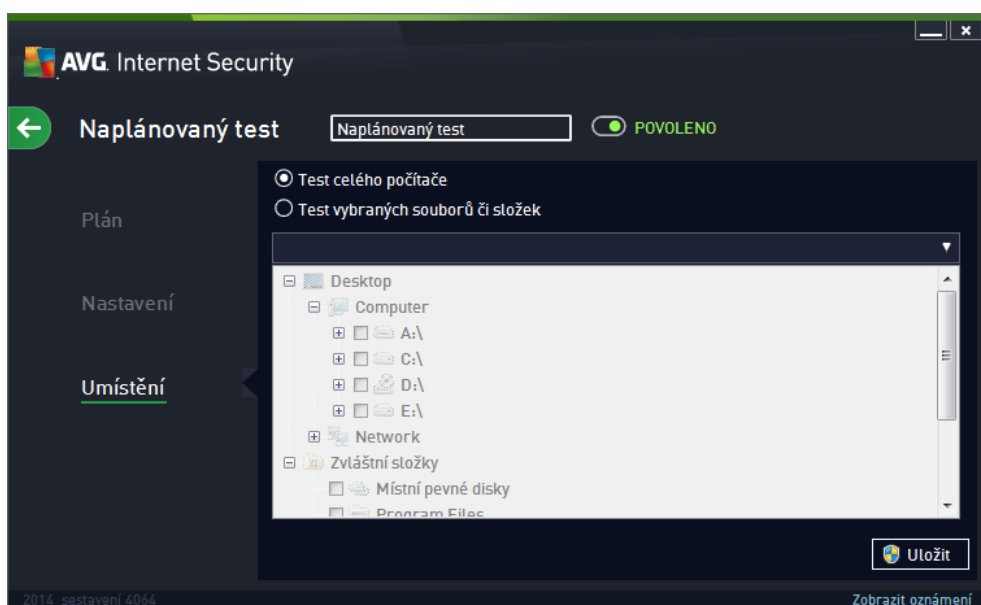 AVG. Internet Security
Naplánovaný test
Naplánovaný test
POVOLENO
Plán
Nastavení
Umístění
Test celého počítače
Test vybraných souborů či složek
Desktop
Computer
A:\
C:\
D:\
E:\
Network
Zvláštní složky
Místní pevné disky
Program Files
Uložit
2014 sestavení 4064
Zobrazit oznámení